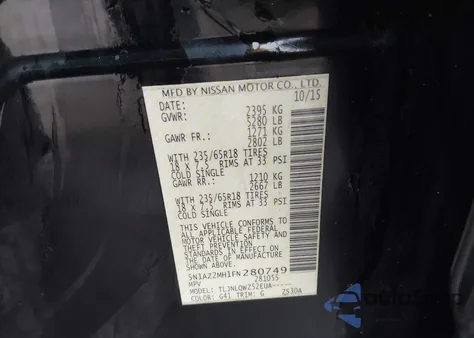 MFD BY NISSAN MOTOR CO., LTD.
DATE: 10/15
GVWR: 2395 KG
5280 LB
GAWR FR.: 1271 KG
2802 LB
WITH 235/65R18 TIRES
18 X 7.5 RIMS AT 33 PSI
COLD SINGLE
GAWR RR.: 1210 KG
2667 LB
WITH 235/65R18 TIRES
18 X 7.5 RIMS AT 33 PSI
COLD SINGLE
THIS VEHICLE CONFORMS TO
ALL APPLICABLE FEDERAL
MOTOR VEHICLE SAFETY AND
THEFT PREVENTION
STANDARDS IN EFFECT ON
THE DATE OF MANUFACTURE
SHOWN ABOVE.
5N1AZ2MH1FN280749
MPV 281055
MODEL: TLJNLQWZ52EUA-----
COLOR: G41 TRIM: G Z530A